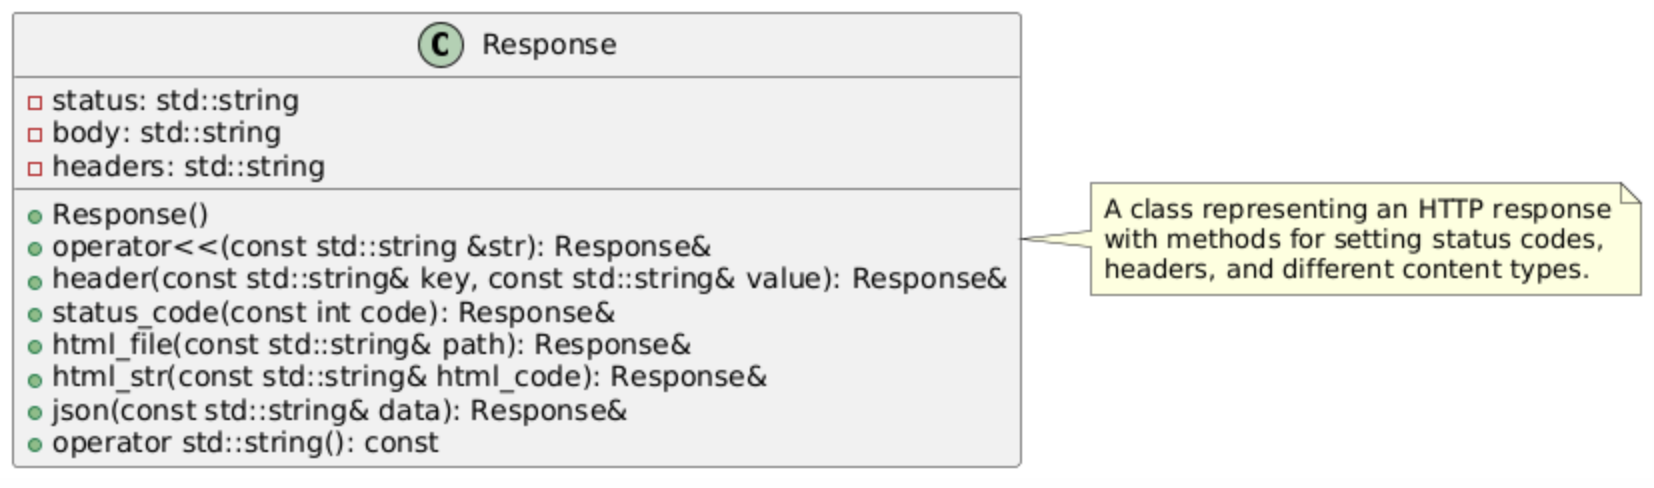 C Response
status: std::string
body: std::string
headers: std::string
Response()
operator<<(const std::string &str): Response&
header(const std::string& key, const std::string& value): Response&
status_code(const int code): Response&
html_file(const std::string& path): Response&
html_str(const std::string& html_code): Response&
json(const std::string& data): Response&
operator std::string(): const
A class representing an HTTP response
with methods for setting status codes,
headers, and different content types.